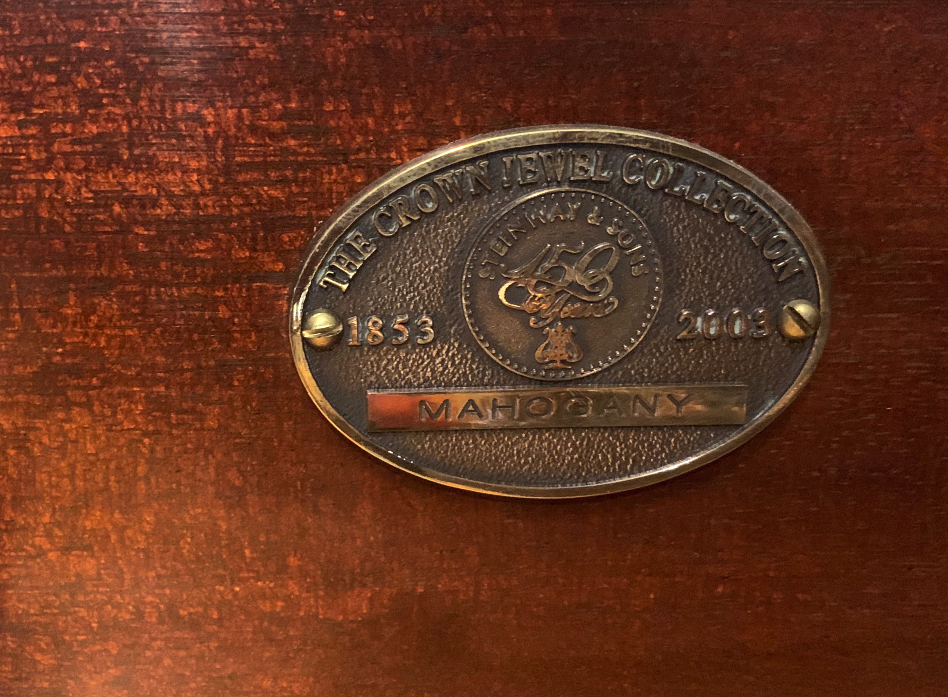 THE CROWN JEWEL COLLECTION
STEINWAY & SONS
150
Years
1853
2003
MAHOGANY